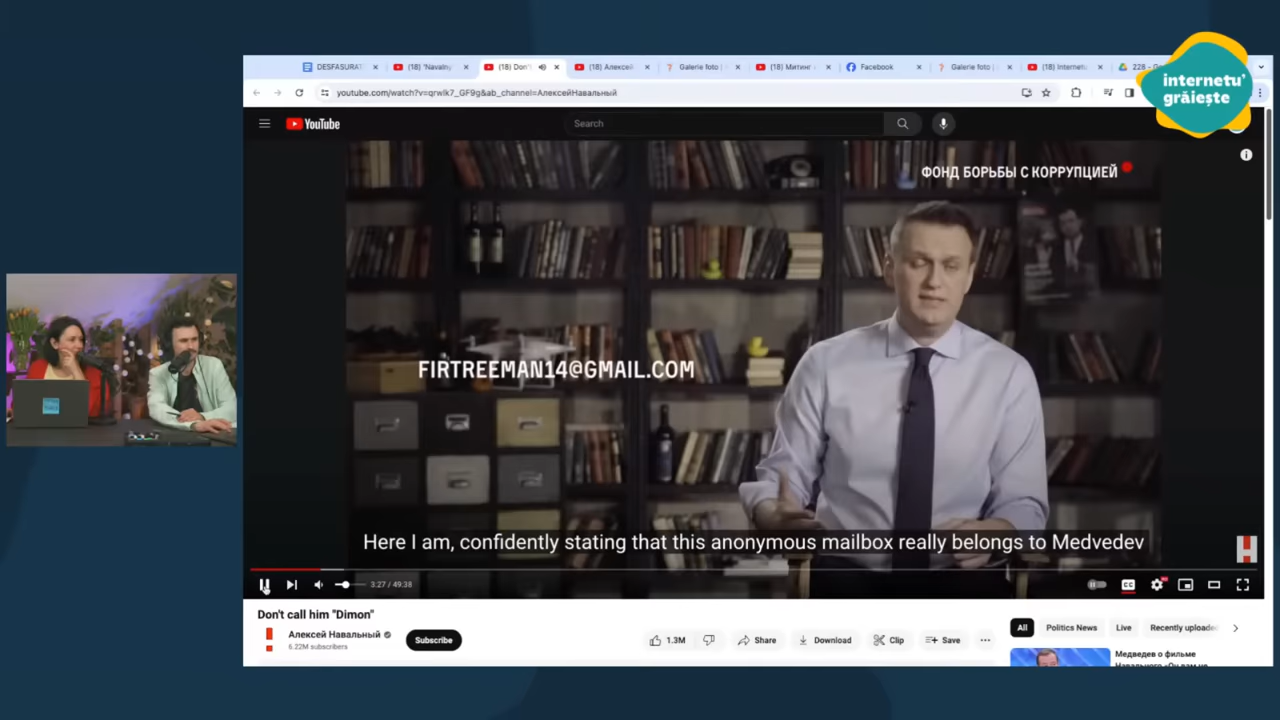 internetu'
grăiește
DESFASURAT
(18) 'Navalny
(18) Don'
(18) Алексей
Galerie foto |
(18) Митинг
Facebook
Galerie foto |
(18) Internetu
228 - G
youtube.com/watch?v=qrwlk7_GF9g&ab_channel=АлексейНавальный
YouTube
Search
ФОНД БОРЬБЫ С КОРРУПЦИЕЙ
FIRTREEMAN14@GMAIL.COM
Here I am, confidently stating that this anonymous mailbox really belongs to Medvedev
3:27 / 49:38
CC
Don't call him "Dimon"
Алексей Навальный
6.22M subscribers
Subscribe
1.3M
Share
Download
Clip
Save
All
Politics News
Live
Recently uploaded
Медведев о фильме
Навального «Он вам не